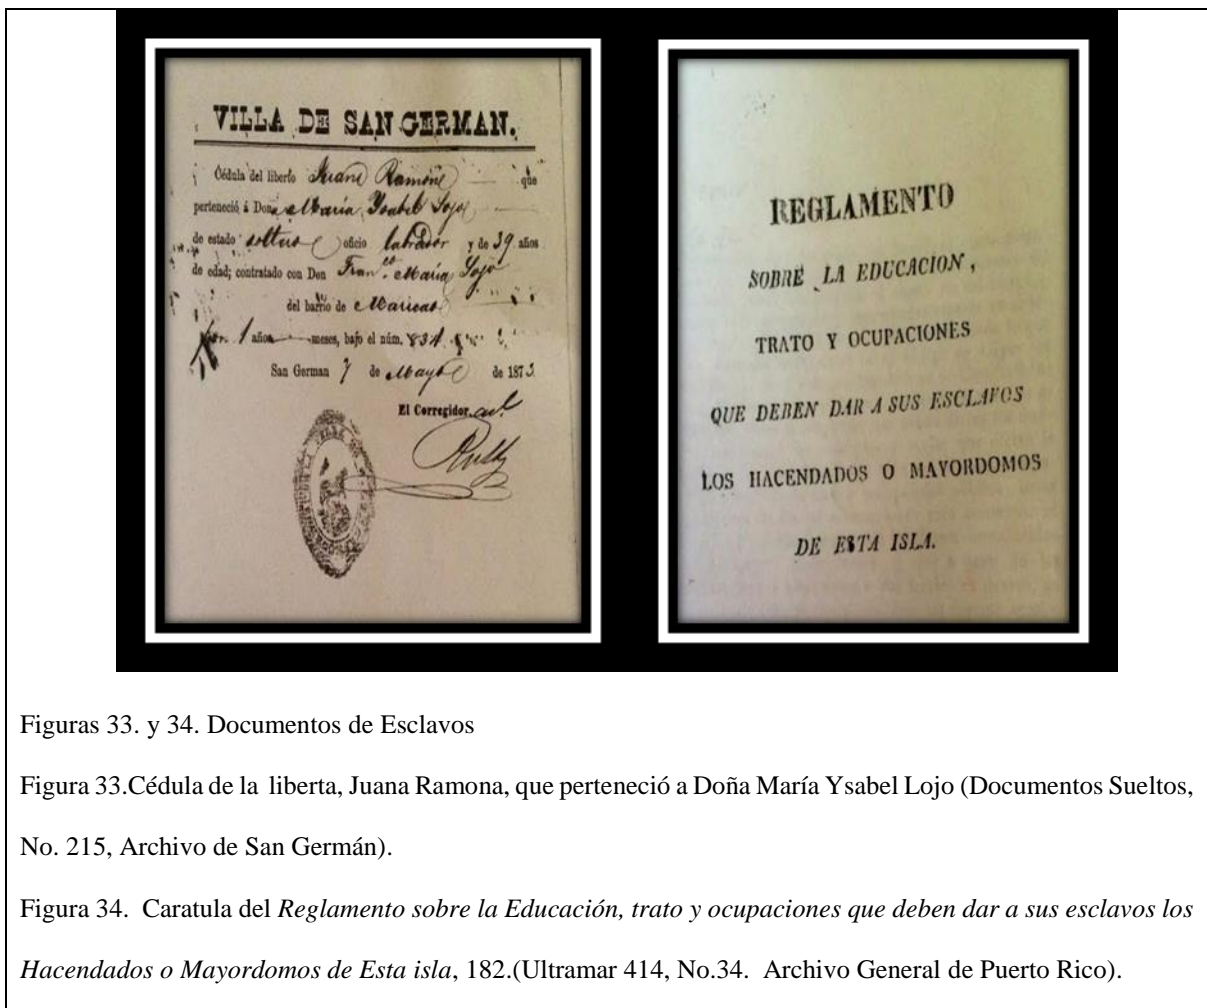 VILLA DE SAN GERMAN.
Cédula del liberto Juana Ramona que
perteneció á Doña María Ysabel Lojo
de estado soltero oficio labrador y de 39 años
de edad; contratado con Don Fran.co María Lojo
del barrio de Maricao
por 1 años meses, bajo el núm. 834
San German 7 de Mayo de 1873.
El Corregidor
REGLAMENTO
SOBRE LA EDUCACION,
TRATO Y OCUPACIONES
QUE DEBEN DAR A SUS ESCLAVOS
LOS HACENDADOS O MAYORDOMOS
DE ESTA ISLA.
Figuras 33. y 34. Documentos de Esclavos
Figura 33.Cédula de la liberta, Juana Ramona, que perteneció a Doña María Ysabel Lojo (Documentos Sueltos,
No. 215, Archivo de San Germán).
Figura 34. Caratula del Reglamento sobre la Educación, trato y ocupaciones que deben dar a sus esclavos los
Hacendados o Mayordomos de Esta isla, 182.(Ultramar 414, No.34. Archivo General de Puerto Rico).